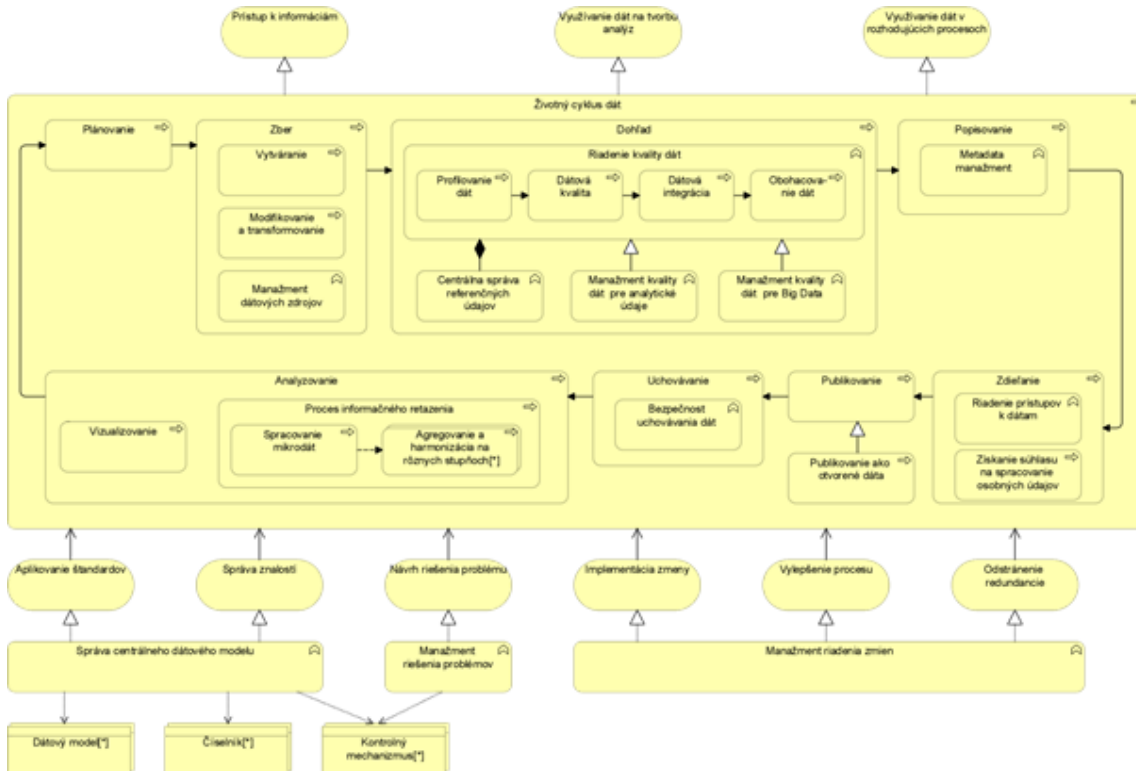 Prístup k informáciám
Využívanie dát na tvorbu
analýz
Využívanie dát v
rozhodujúcich procesoch
Životný cyklus dát
Plánovanie
Zber
Vytváranie
Modifikovanie
a transformovanie
Manažment
dátových zdrojov
Dohľad
Riadenie kvality dát
Profilovanie
dát
Dátová
kvalita
Dátová
integrácia
Obohacova-
nie dát
Centrálna správa
referenčných
údajov
Manažment kvality
dát pre analytické
údaje
Manažment kvality
dát pre Big Data
Popisovanie
Metadata
manažment
Analyzovanie
Vizualizovanie
Proces informačného retazenia
Spracovanie
mikrodát
Agregovanie a
harmonizácia na
rôznych stupňoch[*]
Uchovávanie
Bezpečnost
uchovávania dát
Publikovanie
Publikovanie ako
otvorené dáta
Zdieľanie
Riadenie prístupov
k dátam
Získanie súhlasu
na spracovanie
osobných údajov
Aplikovanie štandardov
Správa znalostí
Návrh riešenia problému
Implementácia zmeny
Vylepšenie procesu
Odstránenie
redundancie
Správa centrálneho dátového modelu
Manažment
riešenia problémov
Manažment riadenia zmien
Dátový model[*]
Číselník[*]
Kontrolný
mechanizmus[*]